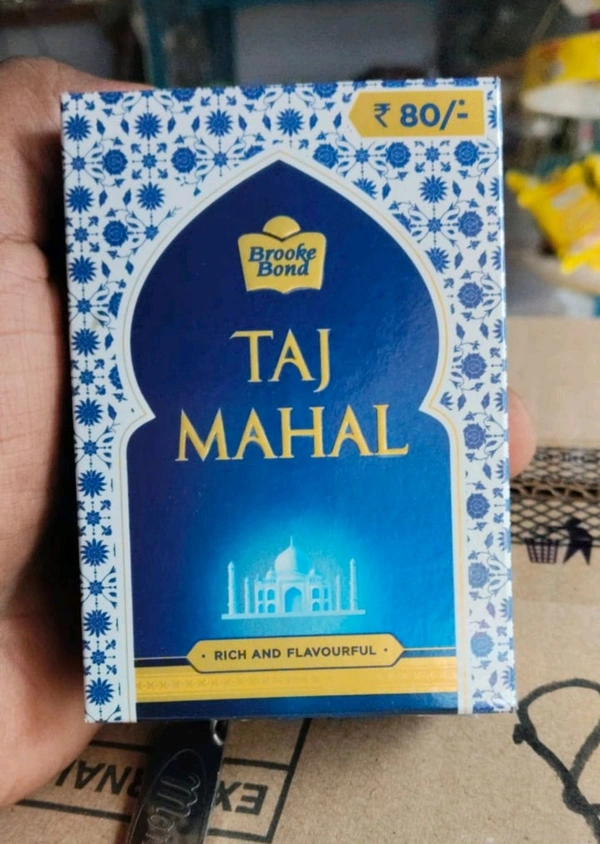 ₹ 80/-
Brooke
Bond
TAJ
MAHAL
RICH AND FLAVOURFUL